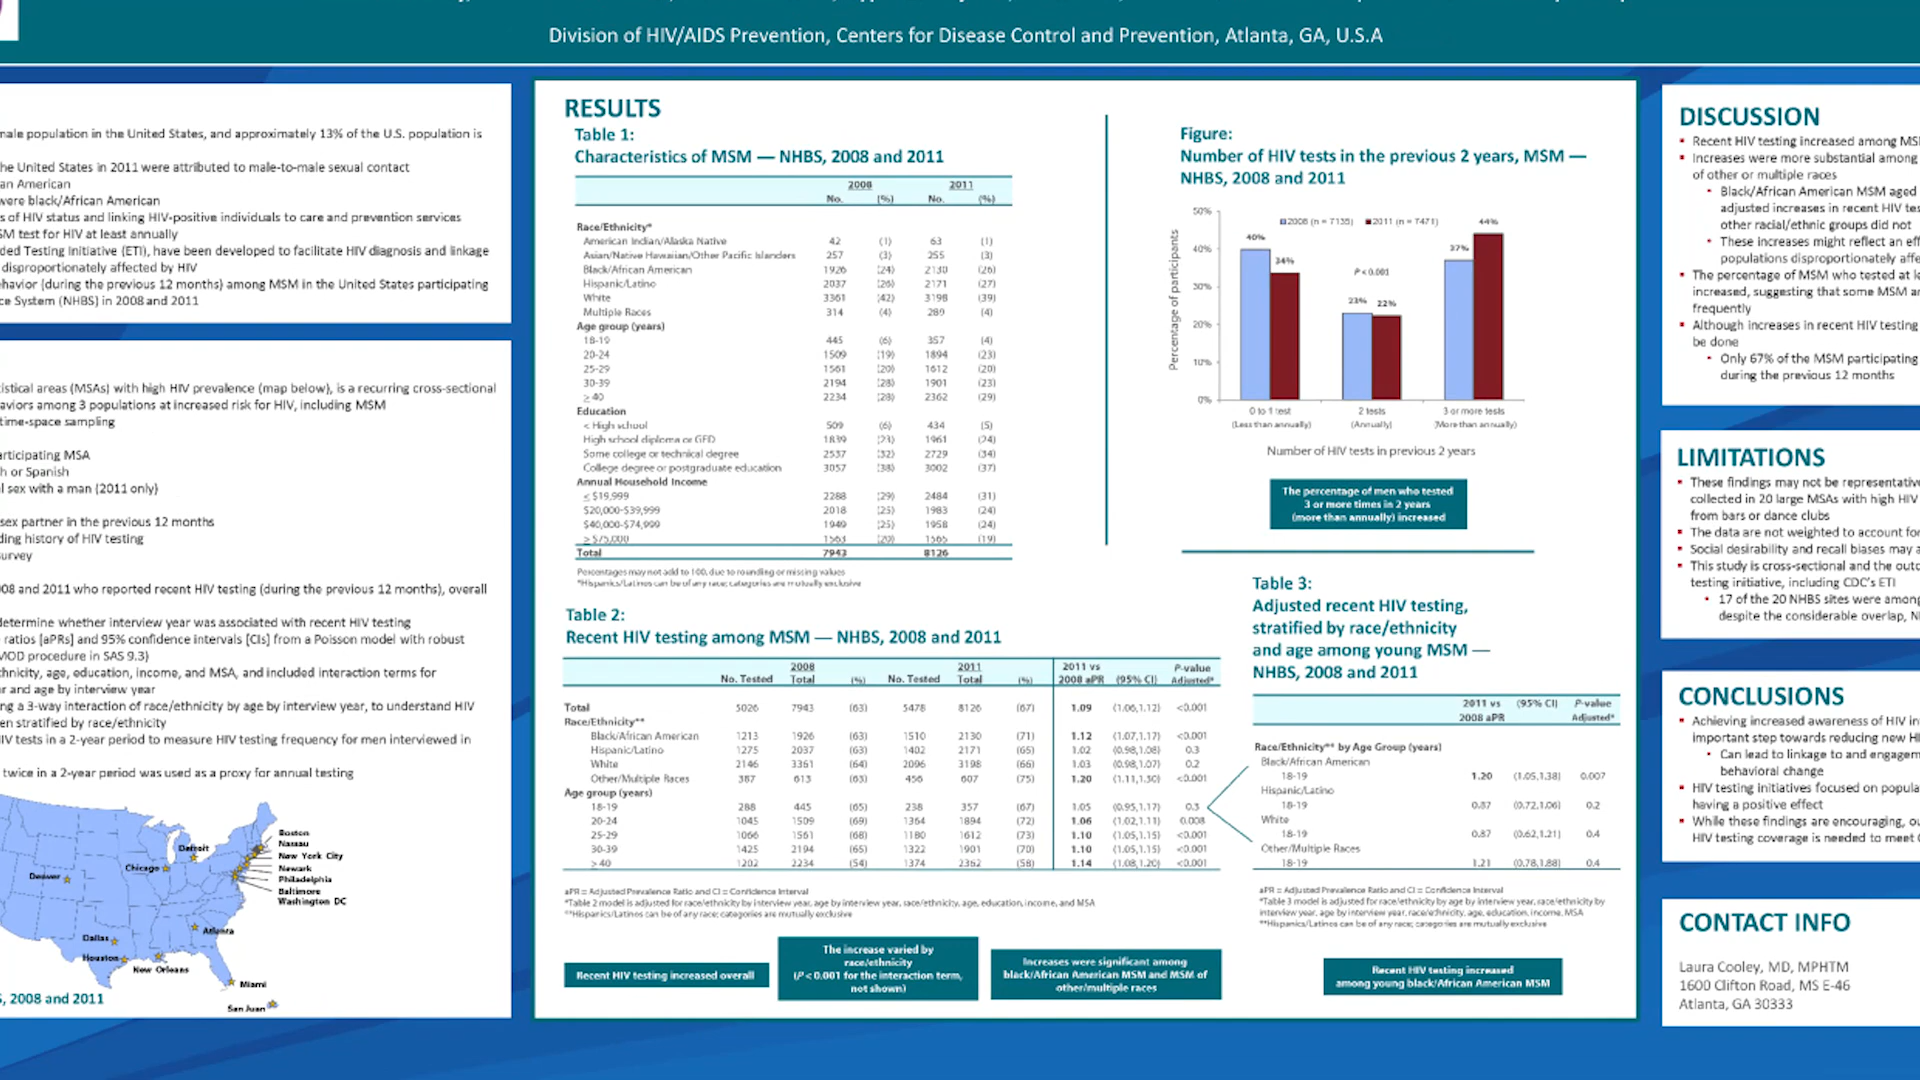 Division of HIV/AIDS Prevention, Centers for Disease Control and Prevention, Atlanta, GA, U.S.A
male population in the United States, and approximately 13% of the U.S. population is
the United States in 2011 were attributed to male-to-male sexual contact
an American
were black/African American
s of HIV status and linking HIV-positive individuals to care and prevention services
SM test for HIV at least annually
ded Testing Initiative (ETI), have been developed to facilitate HIV diagnosis and linkage
disproportionately affected by HIV
ehavior (during the previous 12 months) among MSM in the United States participating
ce System (NHBS) in 2008 and 2011
tistical areas (MSAs) with high HIV prevalence (map below), is a recurring cross-sectional
aviors among 3 populations at increased risk for HIV, including MSM
time-space sampling
articipating MSA
h or Spanish
l sex with a man (2011 only)
sex partner in the previous 12 months
ding history of HIV testing
survey
08 and 2011 who reported recent HIV testing (during the previous 12 months), overall
determine whether interview year was associated with recent HIV testing
e ratios [aPRs] and 95% confidence intervals [CIs] from a Poisson model with robust
MOD procedure in SAS 9.3)
thnicity, age, education, income, and MSA, and included interaction terms for
ar and age by interview year
ng a 3-way interaction of race/ethnicity by age by interview year, to understand HIV
en stratified by race/ethnicity
HIV tests in a 2-year period to measure HIV testing frequency for men interviewed in
twice in a 2-year period was used as a proxy for annual testing
Boston
Nassau
New York City
Newark
Philadelphia
Baltimore
Washington DC
Detroit
Chicago
Denver
Atlanta
Dallas
Houston
New Orleans
Miami
San Juan
S, 2008 and 2011
RESULTS
Table 1:
Characteristics of MSM — NHBS, 2008 and 2011
2008 2011
No. (%) No. (%)
Race/Ethnicity*
American Indian/Alaska Native 42 (1) 63 (1)
Asian/Native Hawaiian/Other Pacific Islanders 257 (3) 255 (3)
Black/African American 1926 (24) 2130 (26)
Hispanic/Latino 2037 (26) 2171 (27)
White 3361 (42) 3198 (39)
Multiple Races 314 (4) 289 (4)
Age group (years)
18-19 445 (6) 357 (4)
20-24 1509 (19) 1894 (23)
25-29 1561 (20) 1612 (20)
30-39 2194 (28) 1901 (23)
≥ 40 2234 (28) 2362 (29)
Education
< High school 509 (6) 434 (5)
High school diploma or GED 1839 (23) 1961 (24)
Some college or technical degree 2537 (32) 2729 (34)
College degree or postgraduate education 3057 (38) 3002 (37)
Annual Household Income
≤ $19,999 2288 (29) 2484 (31)
$20,000-$39,999 2018 (25) 1983 (24)
$40,000-$74,999 1949 (25) 1958 (24)
≥ $75,000 1563 (20) 1565 (19)
Total 7943 8126
Percentages may not add to 100, due to rounding or missing values
*Hispanics/Latinos can be of any race; categories are mutually exclusive
Table 2:
Recent HIV testing among MSM — NHBS, 2008 and 2011
2008 2011 2011 vs P-value
No. Tested Total (%) No. Tested Total (%) 2008 aPR (95% CI) Adjusted*
Total 5026 7943 (63) 5478 8126 (67) 1.09 (1.06,1.12) <0.001
Race/Ethnicity**
Black/African American 1213 1926 (63) 1510 2130 (71) 1.12 (1.07,1.17) <0.001
Hispanic/Latino 1275 2037 (63) 1402 2171 (65) 1.02 (0.98,1.08) 0.3
White 2146 3361 (64) 2096 3198 (66) 1.03 (0.98,1.07) 0.2
Other/Multiple Races 387 613 (63) 456 607 (75) 1.20 (1.11,1.30) <0.001
Age group (years)
18-19 288 445 (65) 238 357 (67) 1.05 (0.95,1.17) 0.3
20-24 1045 1509 (69) 1364 1894 (72) 1.06 (1.02,1.11) 0.008
25-29 1066 1561 (68) 1180 1612 (73) 1.10 (1.05,1.15) <0.001
30-39 1425 2194 (65) 1322 1901 (70) 1.10 (1.05,1.15) <0.001
≥ 40 1202 2234 (54) 1374 2362 (58) 1.14 (1.08,1.20) <0.001
aPR = Adjusted Prevalence Ratio and CI = Confidence Interval
*Table 2 model is adjusted for race/ethnicity by interview year, age by interview year, race/ethnicity, age, education, income, and MSA
**Hispanics/Latinos can be of any race; categories are mutually exclusive
Recent HIV testing increased overall
The increase varied by
race/ethnicity
(P < 0.001 for the interaction term,
not shown)
Increases were significant among
black/African American MSM and MSM of
other/multiple races
Figure:
Number of HIV tests in the previous 2 years, MSM —
NHBS, 2008 and 2011
2008 (n = 7135) 2011 (n = 7471)
50%
40%
30%
20%
10%
0%
Percentage of participants
40% 34%
23% 22%
37% 44%
P < 0.001
0 to 1 test 2 tests 3 or more tests
(Less than annually) (Annually) (More than annually)
Number of HIV tests in previous 2 years
The percentage of men who tested
3 or more times in 2 years
(more than annually) increased
Table 3:
Adjusted recent HIV testing,
stratified by race/ethnicity
and age among young MSM —
NHBS, 2008 and 2011
2011 vs (95% CI) P-value
2008 aPR Adjusted*
Race/Ethnicity** by Age Group (years)
Black/African American
18-19 1.20 (1.05,1.38) 0.007
Hispanic/Latino
18-19 0.87 (0.72,1.06) 0.2
White
18-19 0.87 (0.62,1.21) 0.4
Other/Multiple Races
18-19 1.21 (0.78,1.88) 0.4
aPR = Adjusted Prevalence Ratio and CI = Confidence Interval
*Table 3 model is adjusted for race/ethnicity by age by interview year, race/ethnicity by
interview year, age by interview year, race/ethnicity, age, education, income, MSA
**Hispanics/Latinos can be of any race; categories are mutually exclusive
Recent HIV testing increased
among young black/African American MSM
DISCUSSION
Recent HIV testing increased among MS
Increases were more substantial among
of other or multiple races
Black/African American MSM aged
adjusted increases in recent HIV tes
other racial/ethnic groups did not
These increases might reflect an eff
populations disproportionately affe
The percentage of MSM who tested at le
increased, suggesting that some MSM ar
frequently
Although increases in recent HIV testing
be done
Only 67% of the MSM participating
during the previous 12 months
LIMITATIONS
These findings may not be representative
collected in 20 large MSAs with high HIV
from bars or dance clubs
The data are not weighted to account for
Social desirability and recall biases may a
This study is cross-sectional and the outc
testing initiative, including CDC's ETI
17 of the 20 NHBS sites were among
despite the considerable overlap, N
CONCLUSIONS
Achieving increased awareness of HIV in
important step towards reducing new HI
Can lead to linkage to and engagem
behavioral change
HIV testing initiatives focused on popula
having a positive effect
While these findings are encouraging, ou
HIV testing coverage is needed to meet
CONTACT INFO
Laura Cooley, MD, MPHTM
1600 Clifton Road, MS E-46
Atlanta, GA 30333